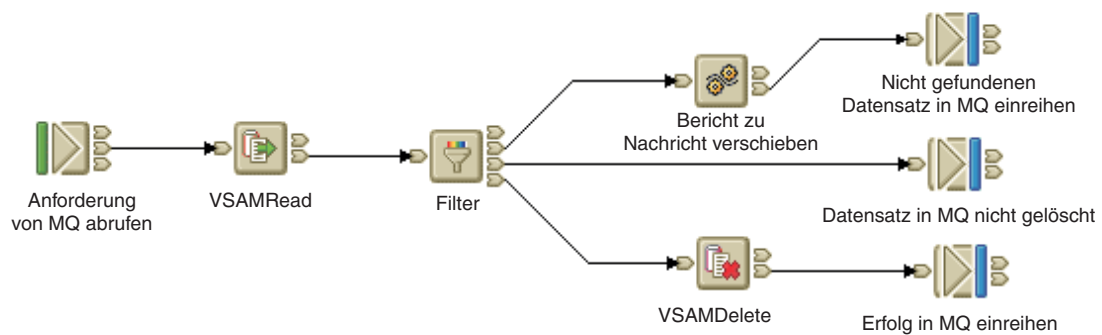 Anforderung
von MQ abrufen
VSAMRead
Filter
Bericht zu
Nachricht verschieben
Nicht gefundenen
Datensatz in MQ einreihen
Datensatz in MQ nicht gelöscht
VSAMDelete
Erfolg in MQ einreihen